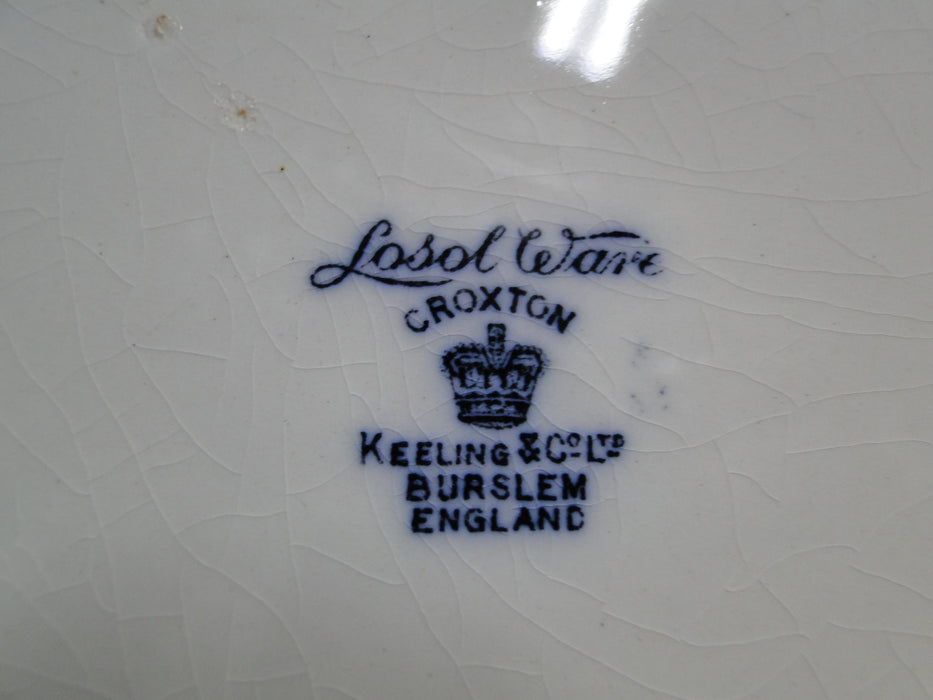 Losol Ware
CROXTON
KEELING & Cº LTD
BURSLEM
ENGLAND